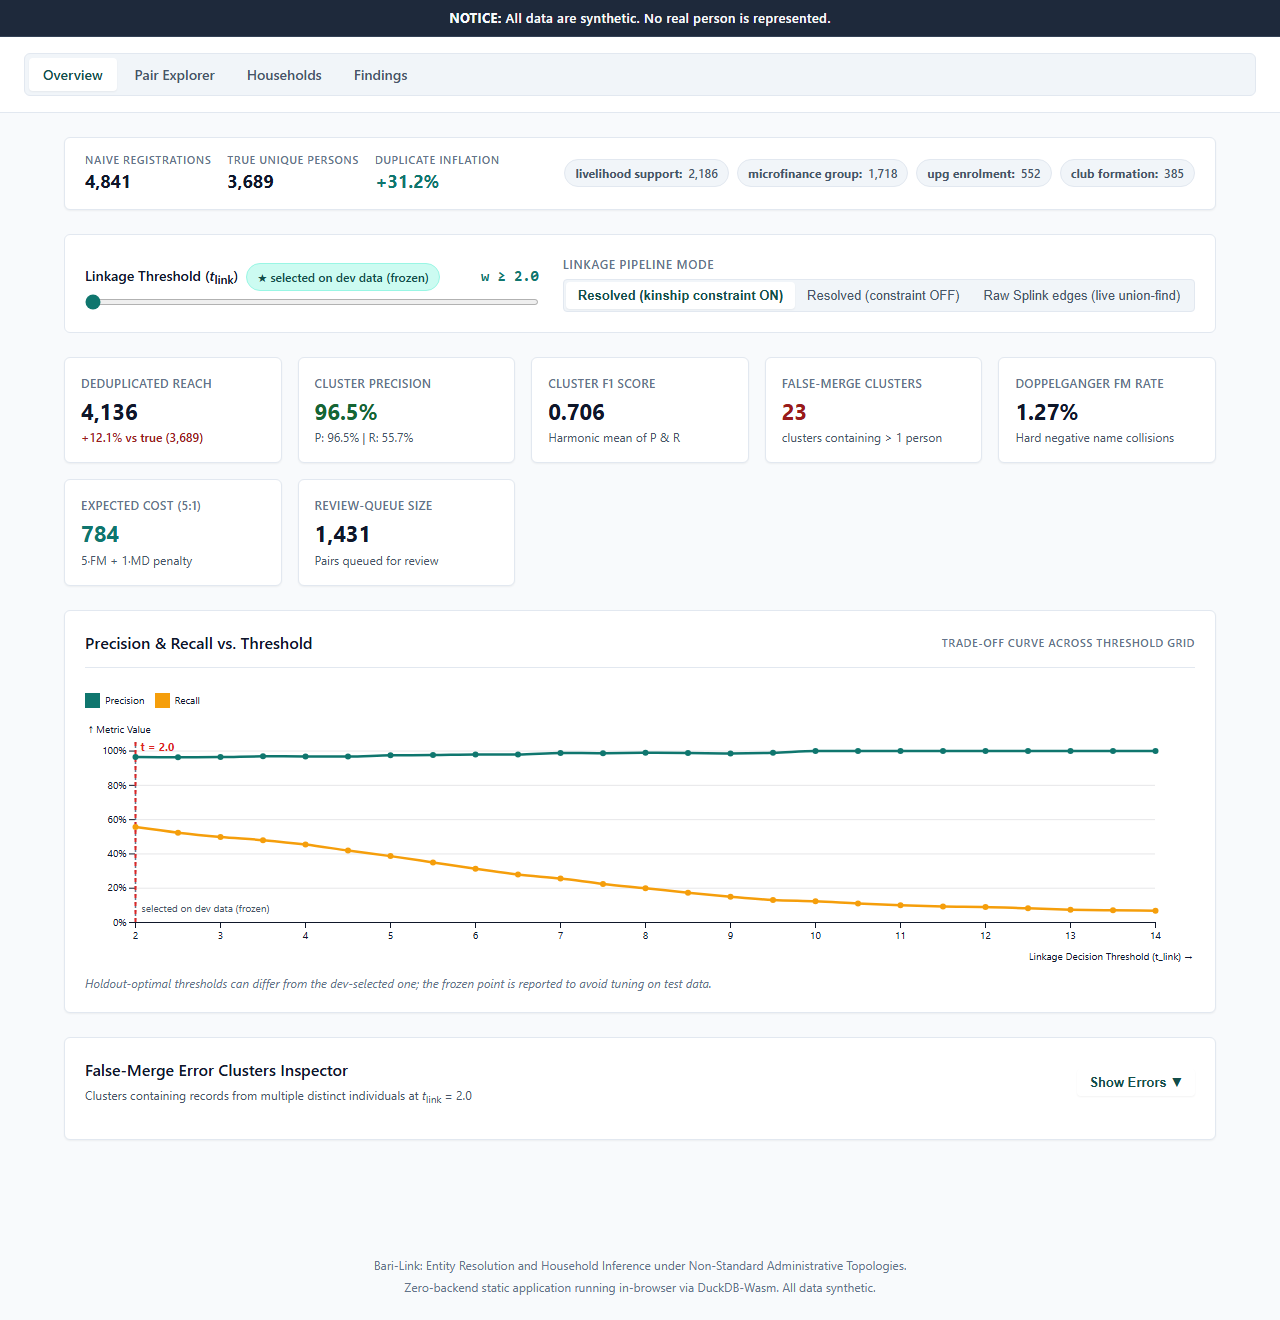 NOTICE: All data are synthetic. No real person is represented.
Overview
Pair Explorer
Households
Findings
NAIVE REGISTRATIONS
4,841
TRUE UNIQUE PERSONS
3,689
DUPLICATE INFLATION
+31.2%
livelihood support: 2,186
microfinance group: 1,718
upg enrolment: 552
club formation: 385
Linkage Threshold (tlink)
★ selected on dev data (frozen)
w ≥ 2.0
LINKAGE PIPELINE MODE
Resolved (kinship constraint ON)
Resolved (constraint OFF)
Raw Splink edges (live union-find)
DEDUPLICATED REACH
4,136
+12.1% vs true (3,689)
CLUSTER PRECISION
96.5%
P: 96.5% | R: 55.7%
CLUSTER F1 SCORE
0.706
Harmonic mean of P & R
FALSE-MERGE CLUSTERS
23
clusters containing > 1 person
DOPPELGANGER FM RATE
1.27%
Hard negative name collisions
EXPECTED COST (5:1)
784
5·FM + 1·MD penalty
REVIEW-QUEUE SIZE
1,431
Pairs queued for review
Precision & Recall vs. Threshold
TRADE-OFF CURVE ACROSS THRESHOLD GRID
Precision
Recall
↑ Metric Value
t = 2.0
100%
80%
60%
40%
20%
0%
selected on dev data (frozen)
2 3 4 5 6 7 8 9 10 11 12 13 14
Linkage Decision Threshold (t_link) →
Holdout-optimal thresholds can differ from the dev-selected one; the frozen point is reported to avoid tuning on test data.
False-Merge Error Clusters Inspector
Clusters containing records from multiple distinct individuals at tlink = 2.0
Show Errors ▼
Bari-Link: Entity Resolution and Household Inference under Non-Standard Administrative Topologies.
Zero-backend static application running in-browser via DuckDB-Wasm. All data synthetic.